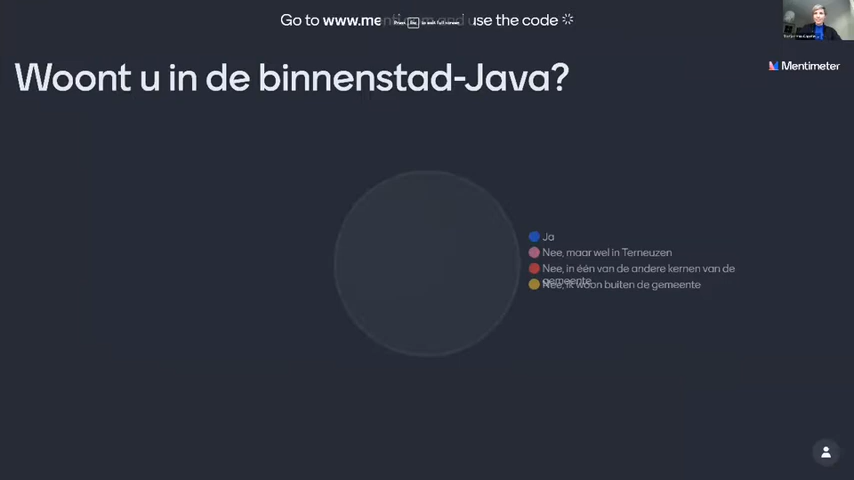 Go to www.me use the code
Mentimeter
Woont u in de binnenstad-Java?
Ja
Nee, maar wel in Terneuzen
Nee, in één van de andere kernen van de
gemeente
Nee, ik woon buiten de gemeente